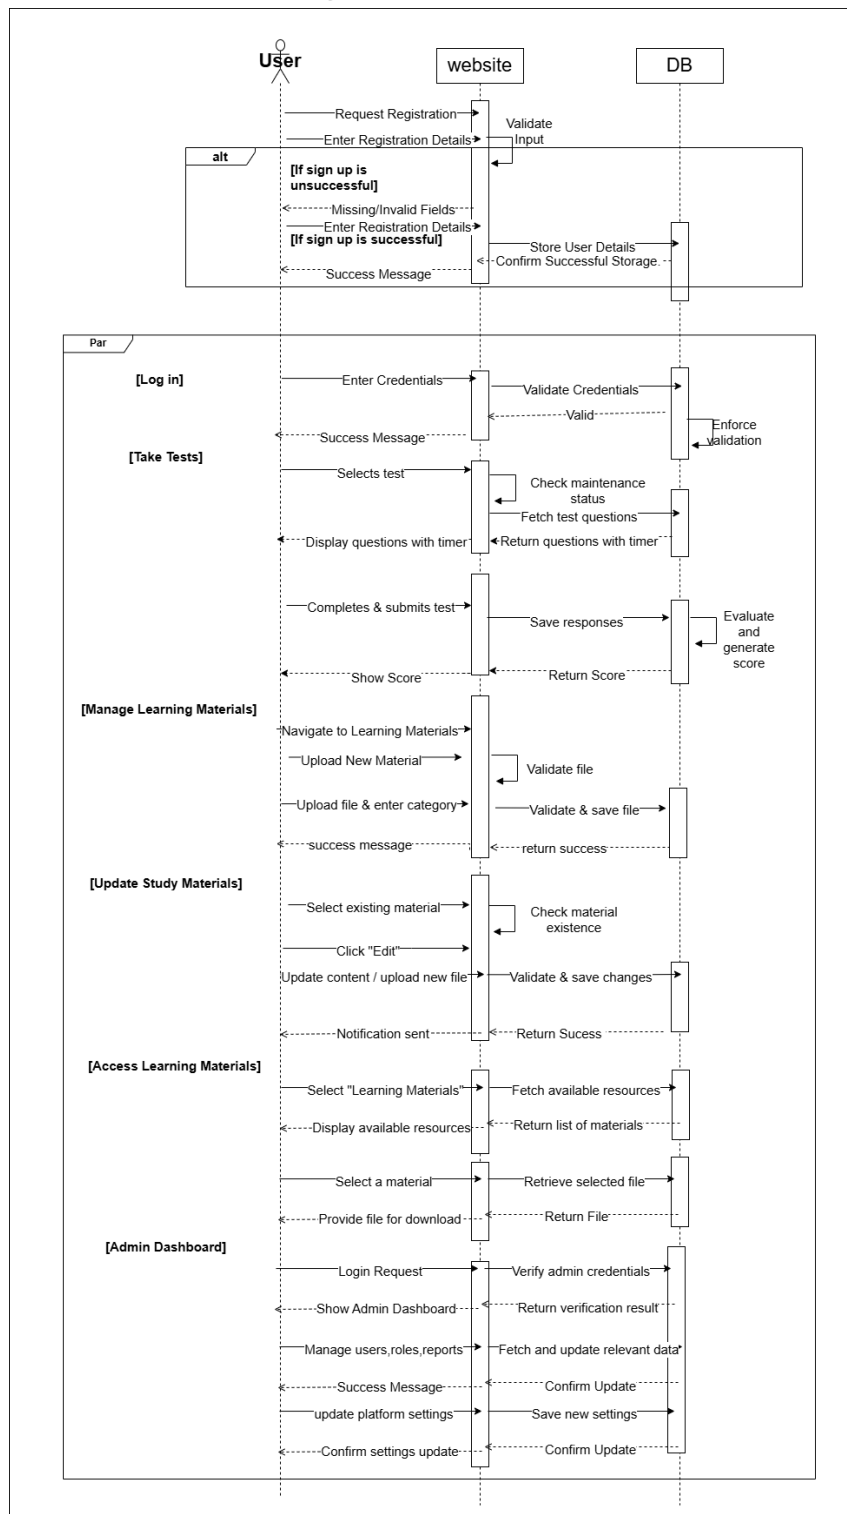 User
website
DB
Request Registration
Validate
Input
Enter Registration Details
alt
[If sign up is
unsuccessful]
Missing/Invalid Fields
Enter Registration Details
[If sign up is successful]
Store User Details
Confirm Successful Storage.
Success Message
Par
[Log in]
Enter Credentials
Validate Credentials
Valid
Enforce
validation
Success Message
[Take Tests]
Selects test
Check maintenance
status
Fetch test questions
Return questions with timer
Display questions with timer
Completes & submits test
Save responses
Evaluate
and
generate
score
Return Score
Show Score
[Manage Learning Materials]
Navigate to Learning Materials
Upload New Material
Validate file
Upload file & enter category
Validate & save file
success message
return success
[Update Study Materials]
Select existing material
Check material
existence
Click "Edit"
Update content / upload new file
Validate & save changes
Notification sent
Return Sucess
[Access Learning Materials]
Select "Learning Materials"
Fetch available resources
Return list of materials
Display available resources
Select a material
Retrieve selected file
Return File
Provide file for download
[Admin Dashboard]
Login Request
Verify admin credentials
Return verification result
Show Admin Dashboard
Manage users,roles,reports
Fetch and update relevant data
Confirm Update
Success Message
update platform settings
Save new settings
Confirm Update
Confirm settings update